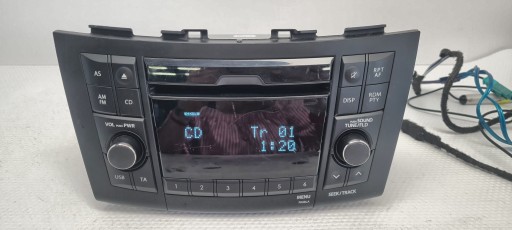 AS
RPT
AF
AM
FM
CD
DISP
RDM
PTY
VOL PUSH PWR
PUSH SOUND
TUNE/FLD
CD Tr 01
1:20
USB
TA
1 2 3 4 5 6
MENU
SEEK/TRACK